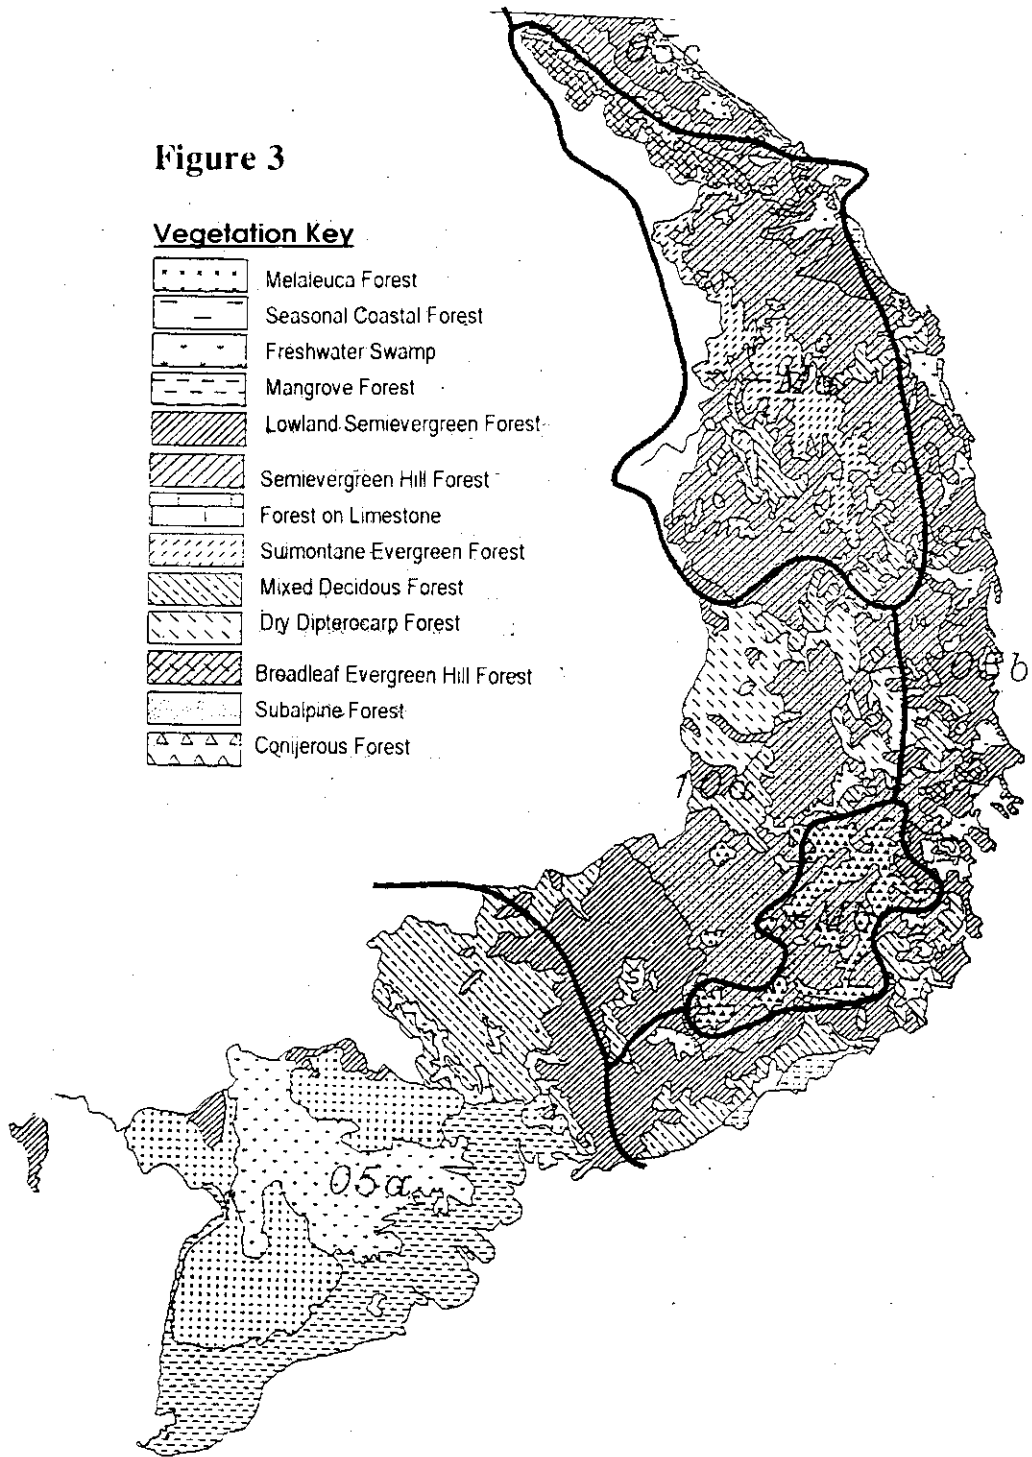 Figure 3
Vegetation Key
Melaleuca Forest
Seasonal Coastal Forest
Freshwater Swamp
Mangrove Forest
Lowland Semievergreen Forest
Semievergreen Hill Forest
Forest on Limestone
Suimontane Evergreen Forest
Mixed Decidous Forest
Dry Dipterocarp Forest
Broadleaf Evergreen Hill Forest
Subalpine Forest
Conijerous Forest
05b
10a
05a